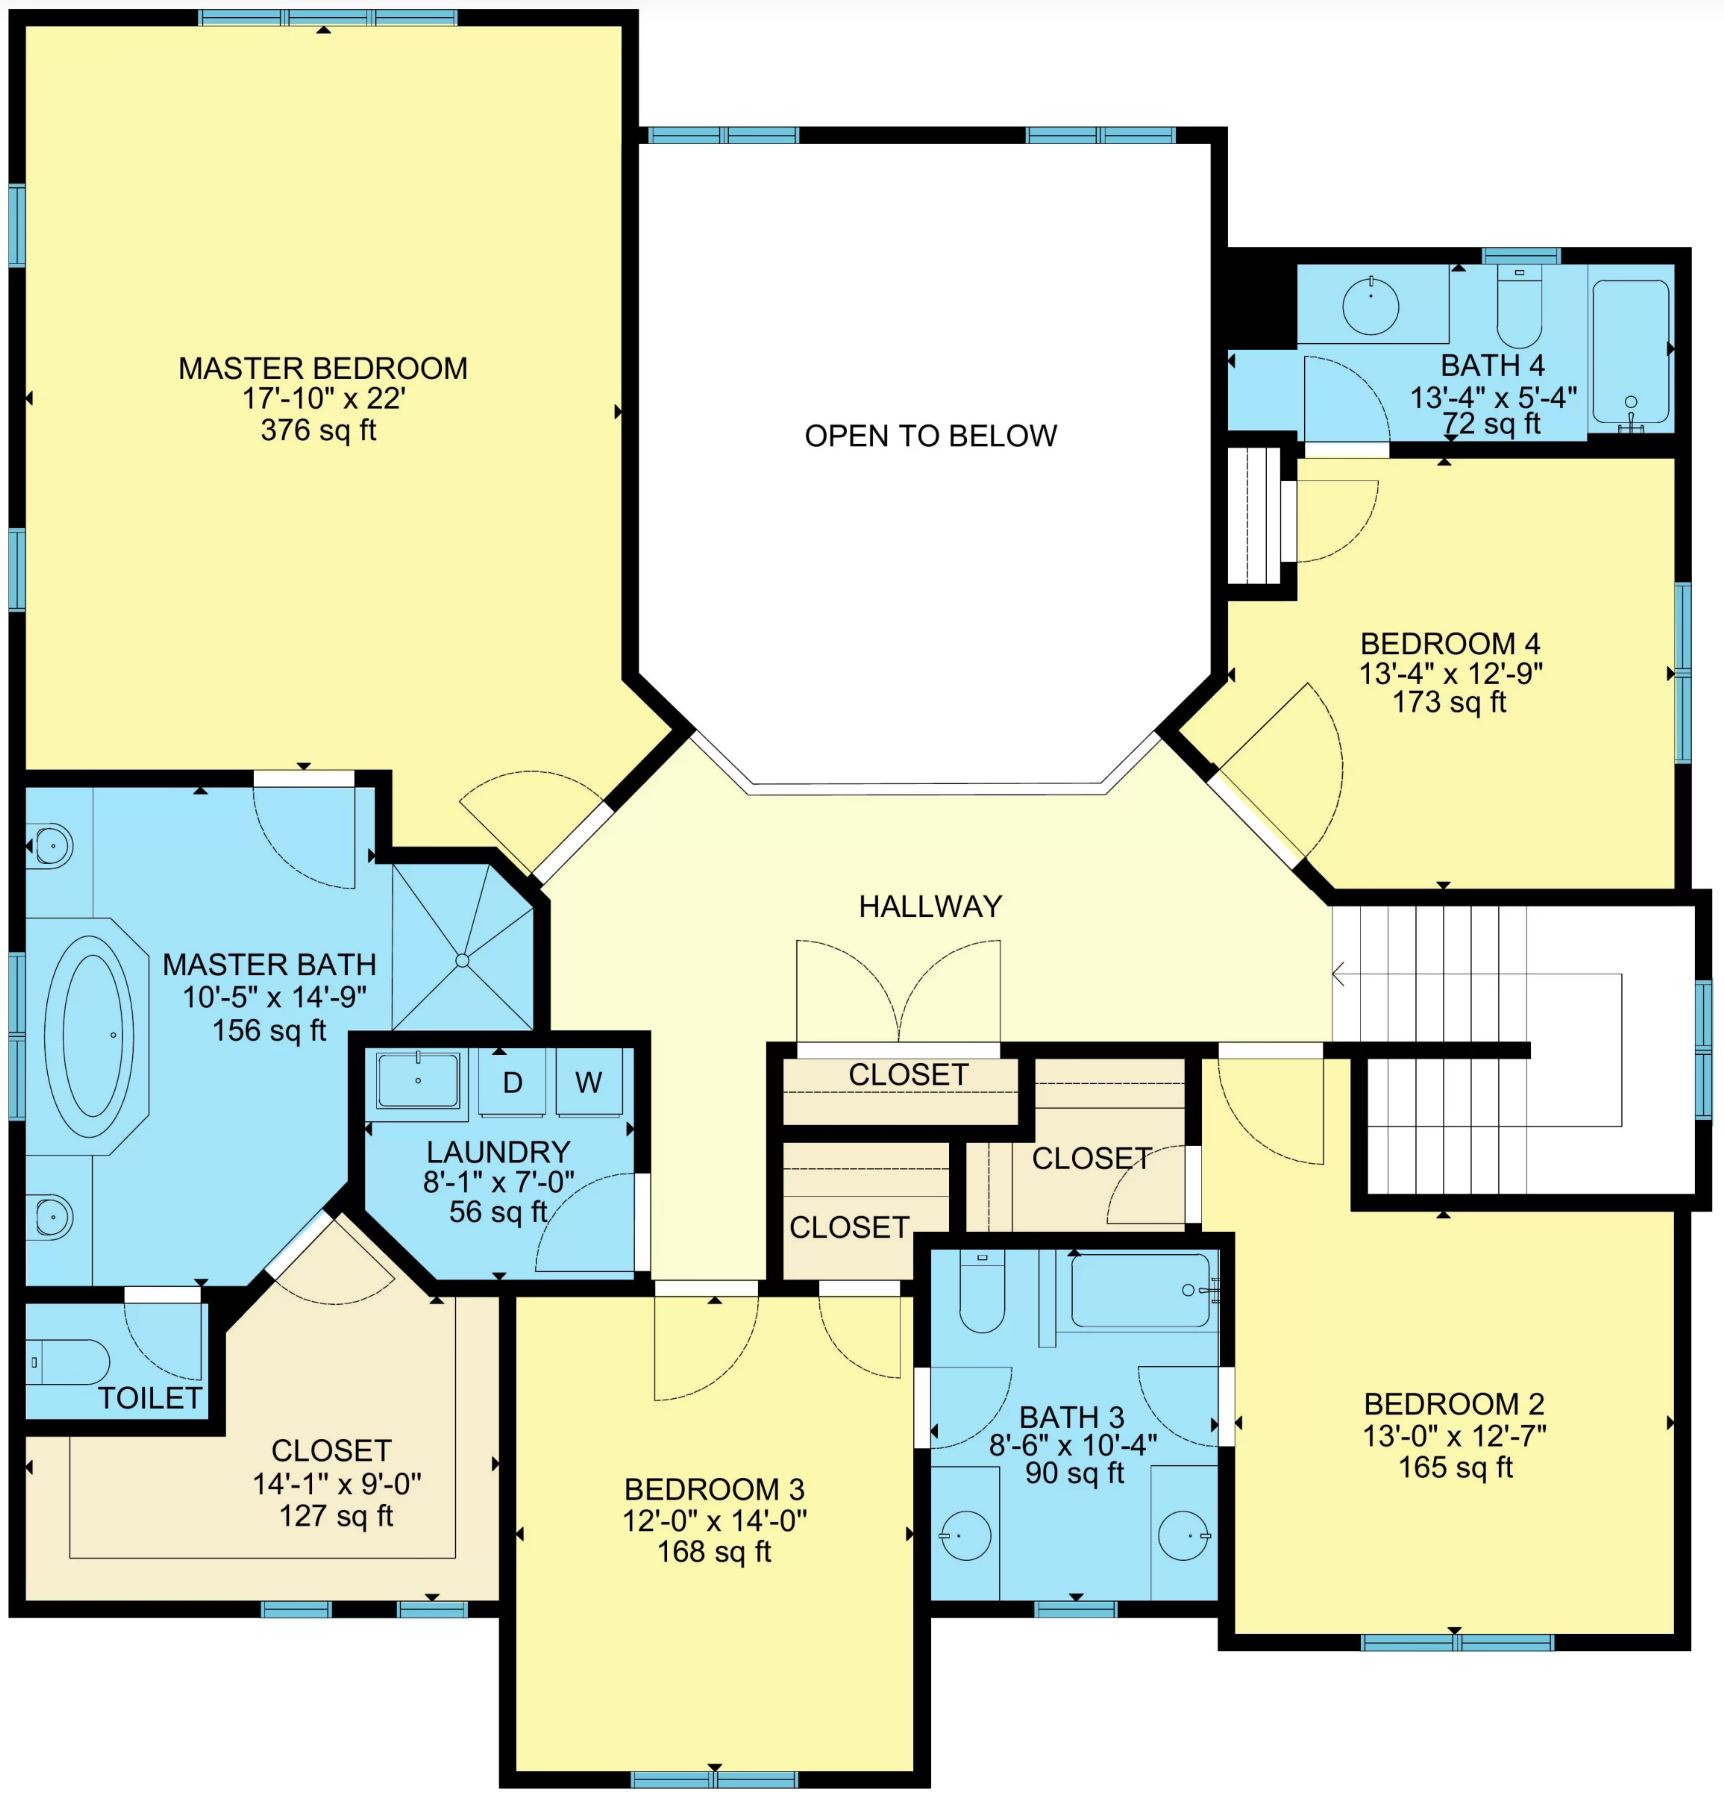 MASTER BEDROOM
17'-10" x 22'
376 sq ft
OPEN TO BELOW
BATH 4
13'-4" x 5'-4"
72 sq ft
BEDROOM 4
13'-4" x 12'-9"
173 sq ft
HALLWAY
MASTER BATH
10'-5" x 14'-9"
156 sq ft
D
W
LAUNDRY
8'-1" x 7'-0"
56 sq ft
CLOSET
CLOSET
CLOSET
TOILET
CLOSET
14'-1" x 9'-0"
127 sq ft
BEDROOM 3
12'-0" x 14'-0"
168 sq ft
BATH 3
8'-6" x 10'-4"
90 sq ft
BEDROOM 2
13'-0" x 12'-7"
165 sq ft